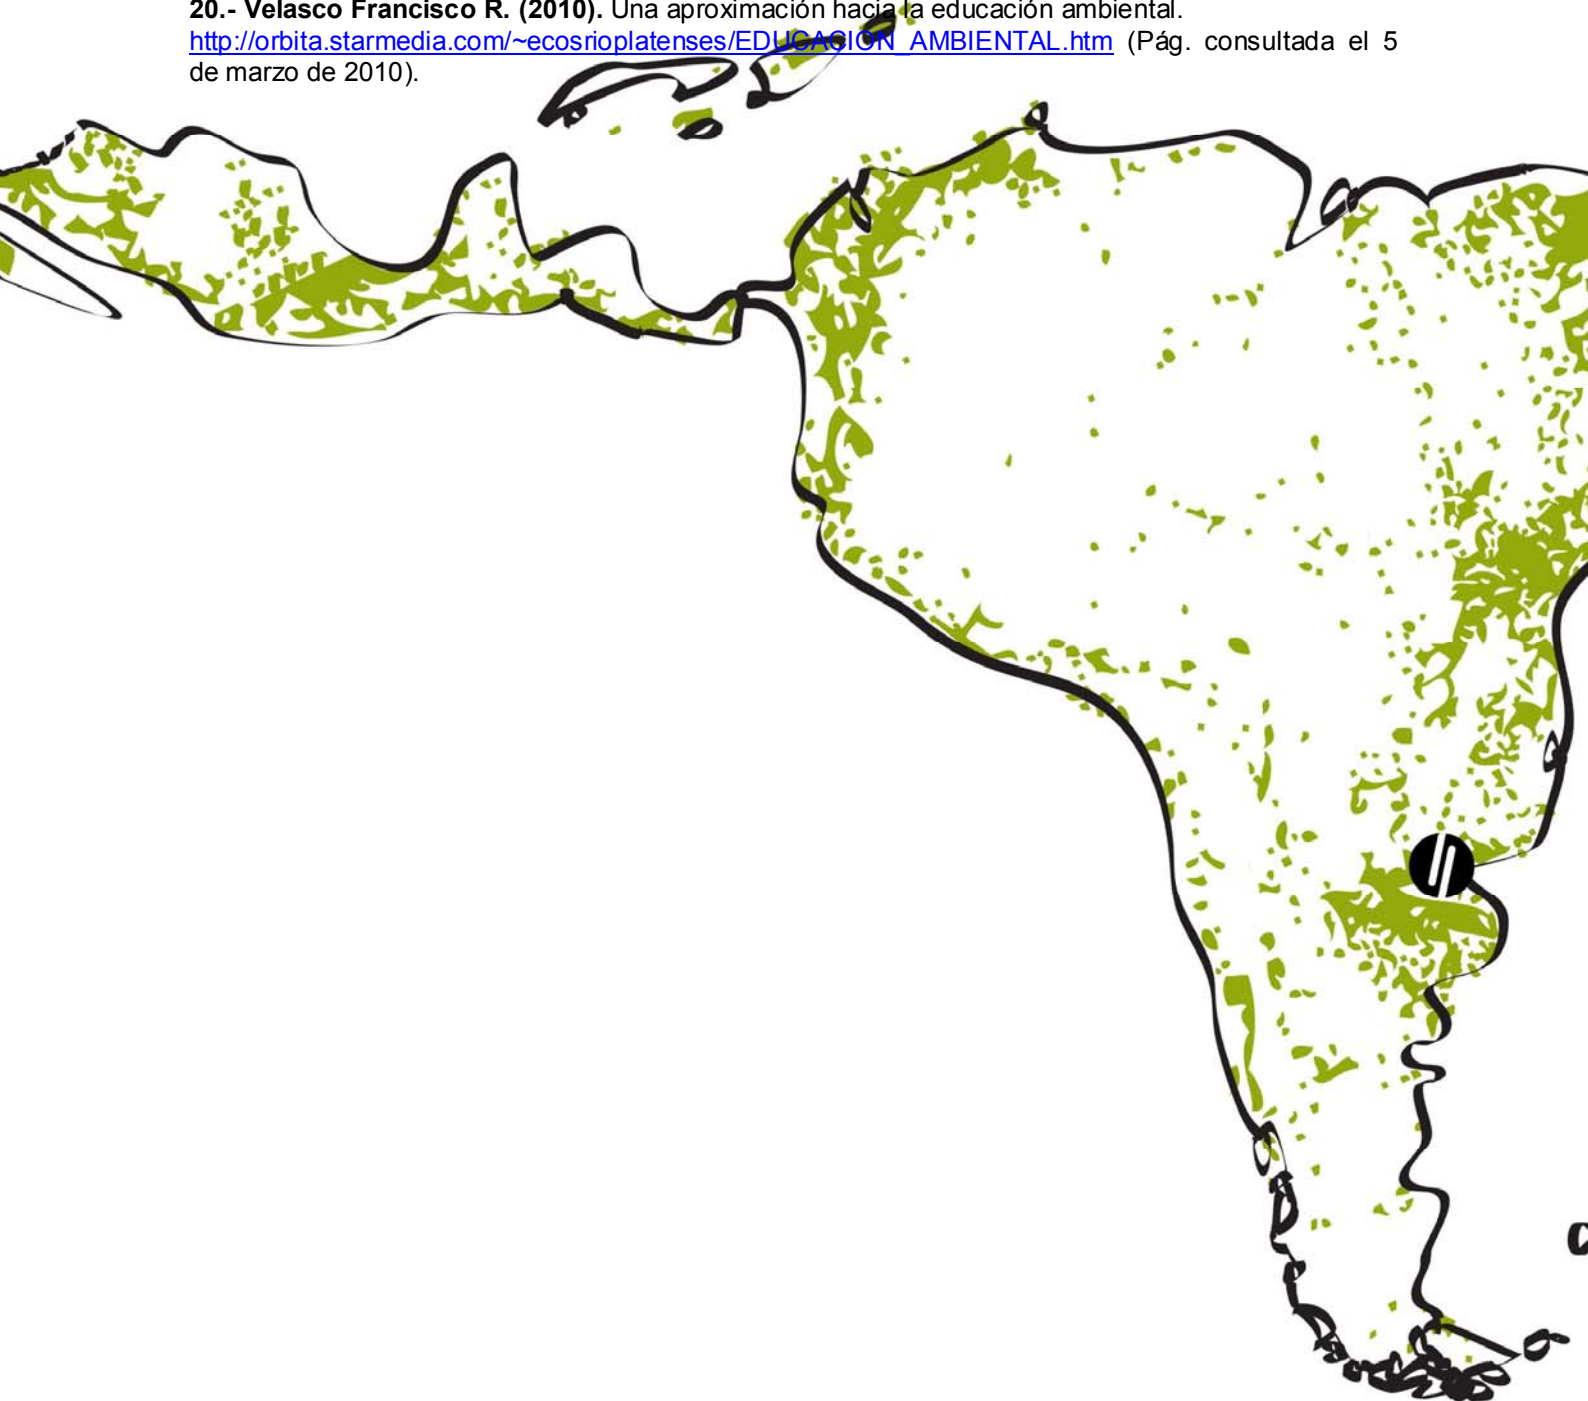 20.- Velasco Francisco R. (2010). Una aproximación hacia la educación ambiental.
http://orbita.starmedia.com/~ecosrioplatenses/EDUCACION_AMBIENTAL.htm (Pág. consultada el 5
de marzo de 2010).